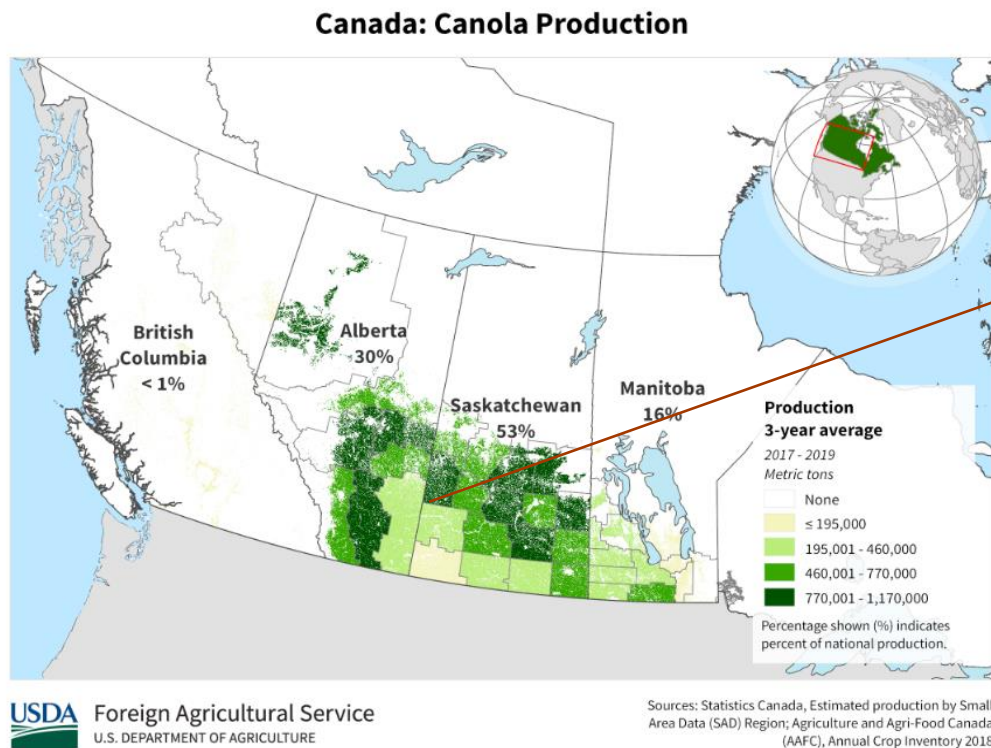 Canada: Canola Production
British
Columbia
< 1%
Alberta
30%
Saskatchewan
53%
Manitoba
16%
Production
3-year average
2017 - 2019
Metric tons
None
≤ 195,000
195,001 - 460,000
460,001 - 770,000
770,001 - 1,170,000
Percentage shown (%) indicates
percent of national production.
USDA
Foreign Agricultural Service
U.S. DEPARTMENT OF AGRICULTURE
Sources: Statistics Canada, Estimated production by Small
Area Data (SAD) Region; Agriculture and Agri-Food Canada
(AAFC), Annual Crop Inventory 2018